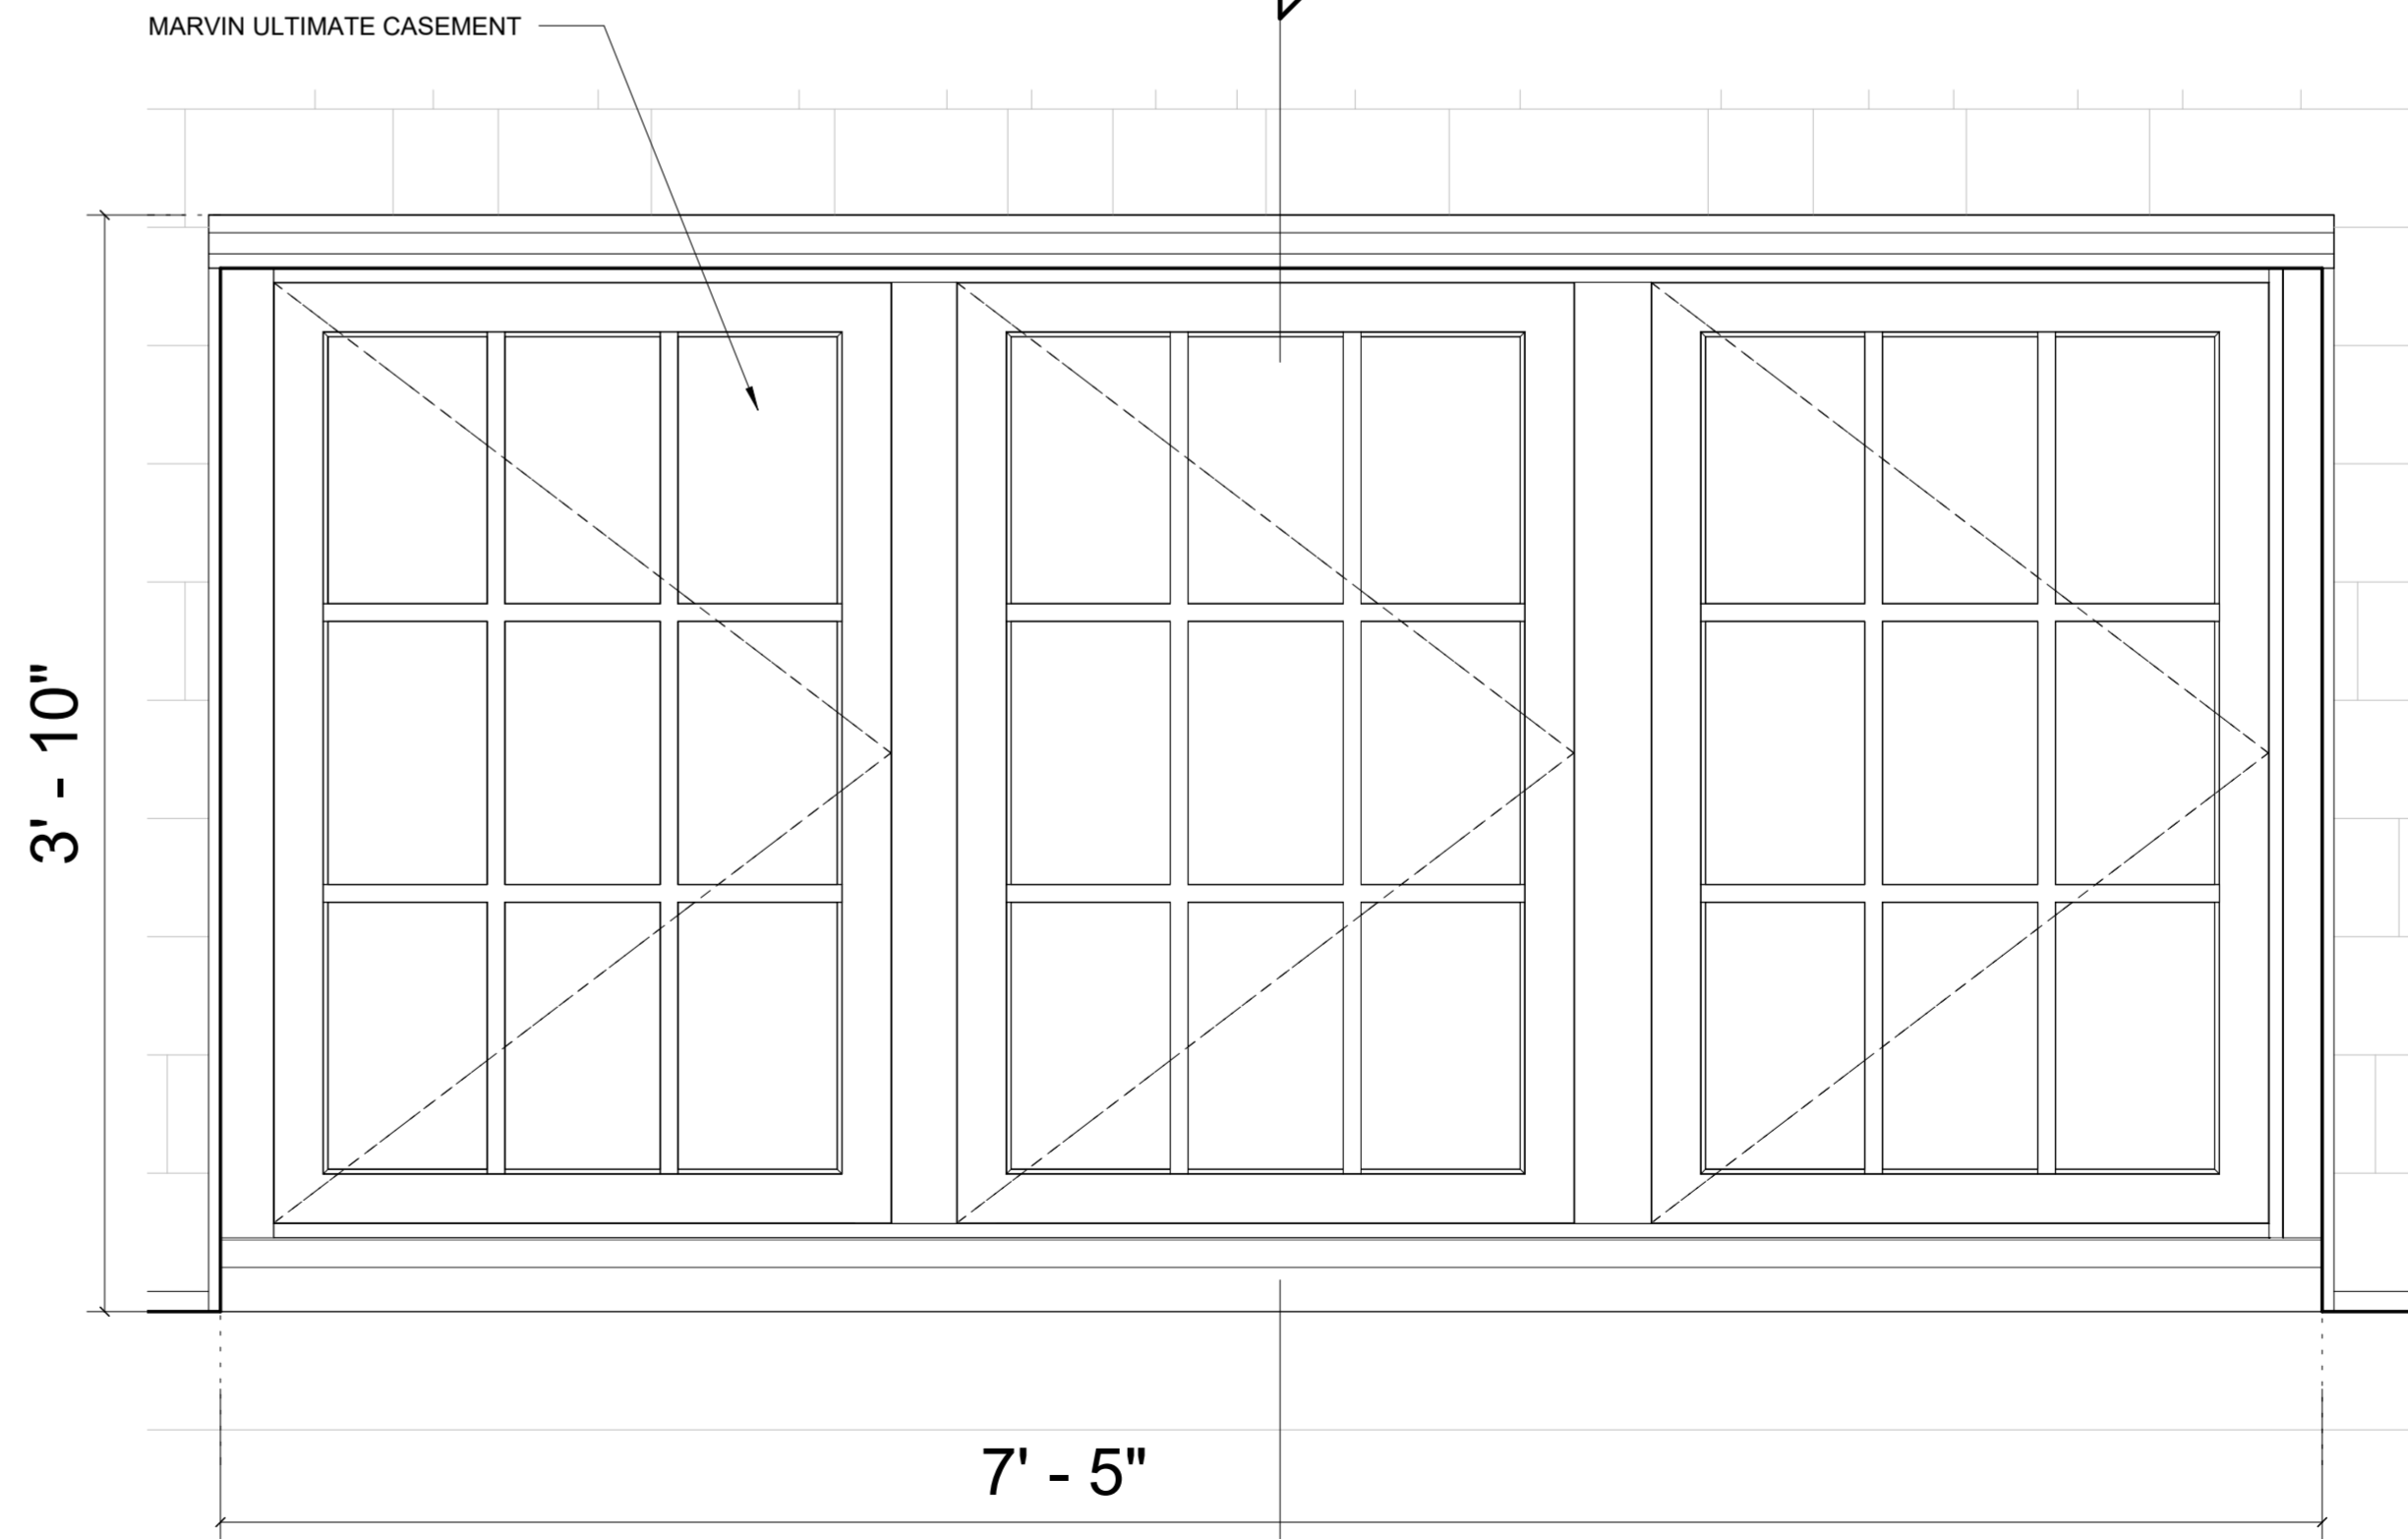 MARVIN ULTIMATE CASEMENT
3' - 10"
7' - 5"